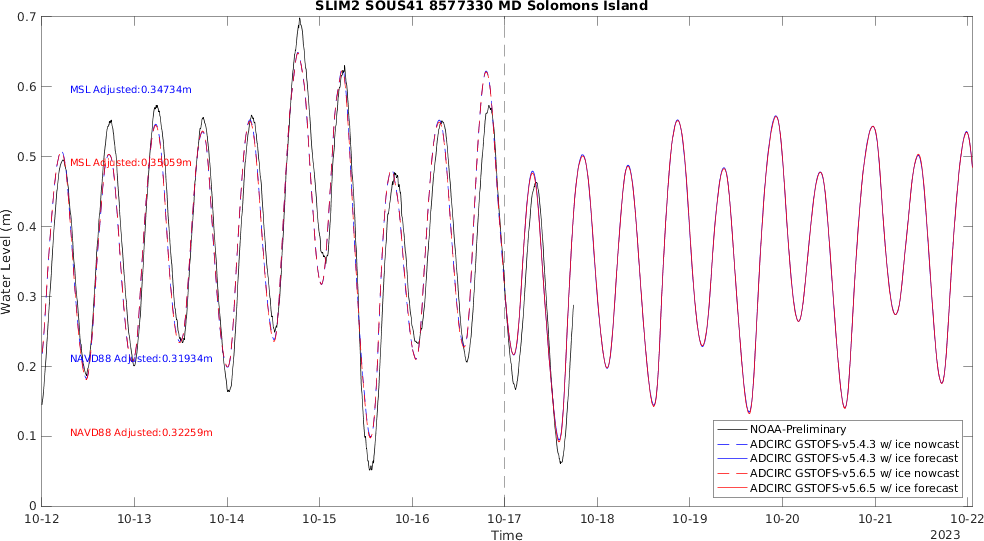 SLIM2 SOUS41 8577330 MD Solomons Island
0.7
0.6
0.5
0.4
0.3
0.2
0.1
0
Water Level (m)
MSL Adjusted:0.34734m
MSL Adjusted:0.35059m
NAVD88 Adjusted:0.31934m
NAVD88 Adjusted:0.32259m
NOAA-Preliminary
ADCIRC GSTOFS-v5.4.3 w/ ice nowcast
ADCIRC GSTOFS-v5.4.3 w/ ice forecast
ADCIRC GSTOFS-v5.6.5 w/ ice nowcast
ADCIRC GSTOFS-v5.6.5 w/ ice forecast
10-12 10-13 10-14 10-15 10-16 10-17 10-18 10-19 10-20 10-21 10-22
Time
2023